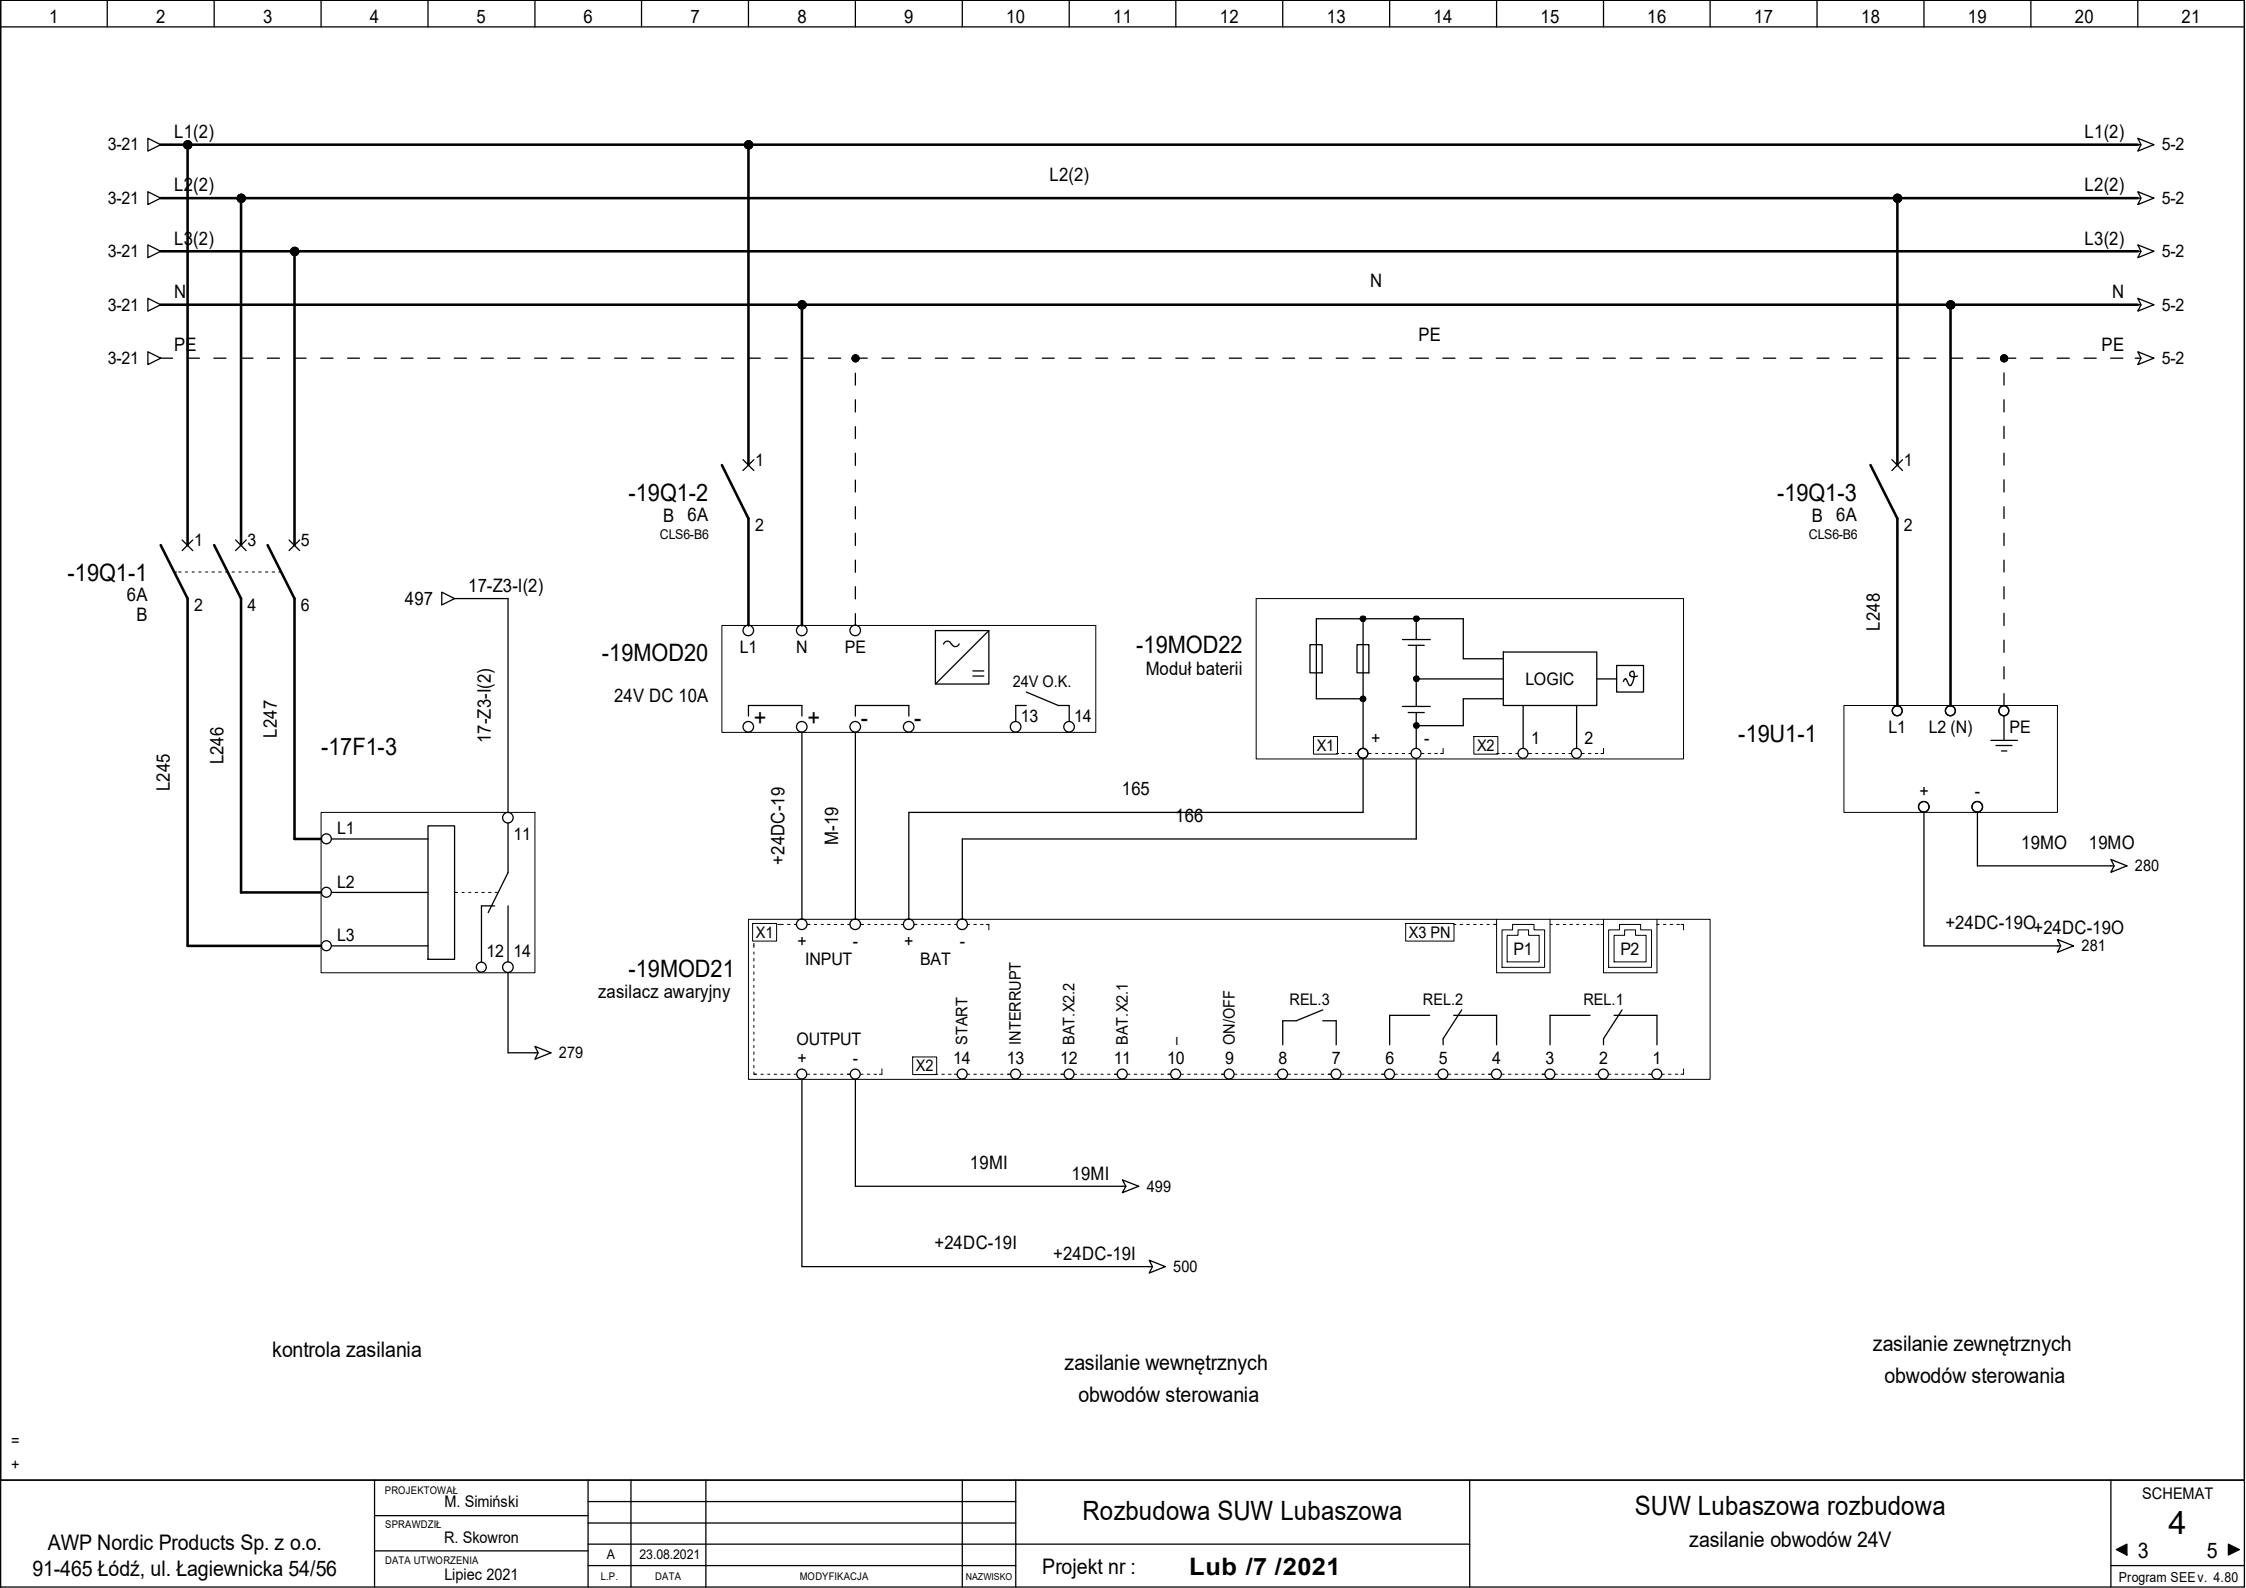 1 2 3 4 5 6 7 8 9 10 11 12 13 14 15 16 17 18 19 20 21
3-21 L1(2) L1(2) 5-2
L2(2)
3-21 L2(2) L2(2) 5-2
3-21 L3(2) L3(2) 5-2
N
3-21 N N 5-2
PE
3-21 PE PE 5-2
-19Q1-1
6A
B
1 3 5
2 4 6
L245
L246
L247
497 17-Z3-I(2)
17-Z3-I(2)
-17F1-3
L1
L2
L3
11
12 14
279
-19Q1-2
B 6A
CLS6-B6
1
2
-19MOD20
24V DC 10A
L1 N PE
~
=
24V O.K.
+ + - -
13 14
+24DC-19
M-19
-19MOD22
Moduł baterii
LOGIC
ϑ
X1 + -
X2 1 2
165
166
-19MOD21
zasilacz awaryjny
X1
+ - + -
INPUT BAT
X3 PN P1 P2
OUTPUT
+ -
START INTERRUPT BAT.X2.2 BAT.X2.1 – ON/OFF REL.3 REL.2 REL.1
X2 14 13 12 11 10 9 8 7 6 5 4 3 2 1
19MI
19MI 499
+24DC-19I
+24DC-19I 500
-19Q1-3
B 6A
CLS6-B6
1
2
L248
-19U1-1
L1 L2 (N) PE
+ -
19MO 19MO
280
+24DC-19O +24DC-19O
281
kontrola zasilania
zasilanie wewnętrznych
obwodów sterowania
zasilanie zewnętrznych
obwodów sterowania
=
+
AWP Nordic Products Sp. z o.o.
91-465 Łódź, ul. Łagiewnicka 54/56
PROJEKTOWAŁ
M. Simiński
SPRAWDZIŁ
R. Skowron
DATA UTWORZENIA
Lipiec 2021
A 23.08.2021
L.P. DATA MODYFIKACJA NAZWISKO
Rozbudowa SUW Lubaszowa
Projekt nr : Lub /7 /2021
SUW Lubaszowa rozbudowa
zasilanie obwodów 24V
SCHEMAT
4
◄ 3 5 ►
Program SEE v. 4.80